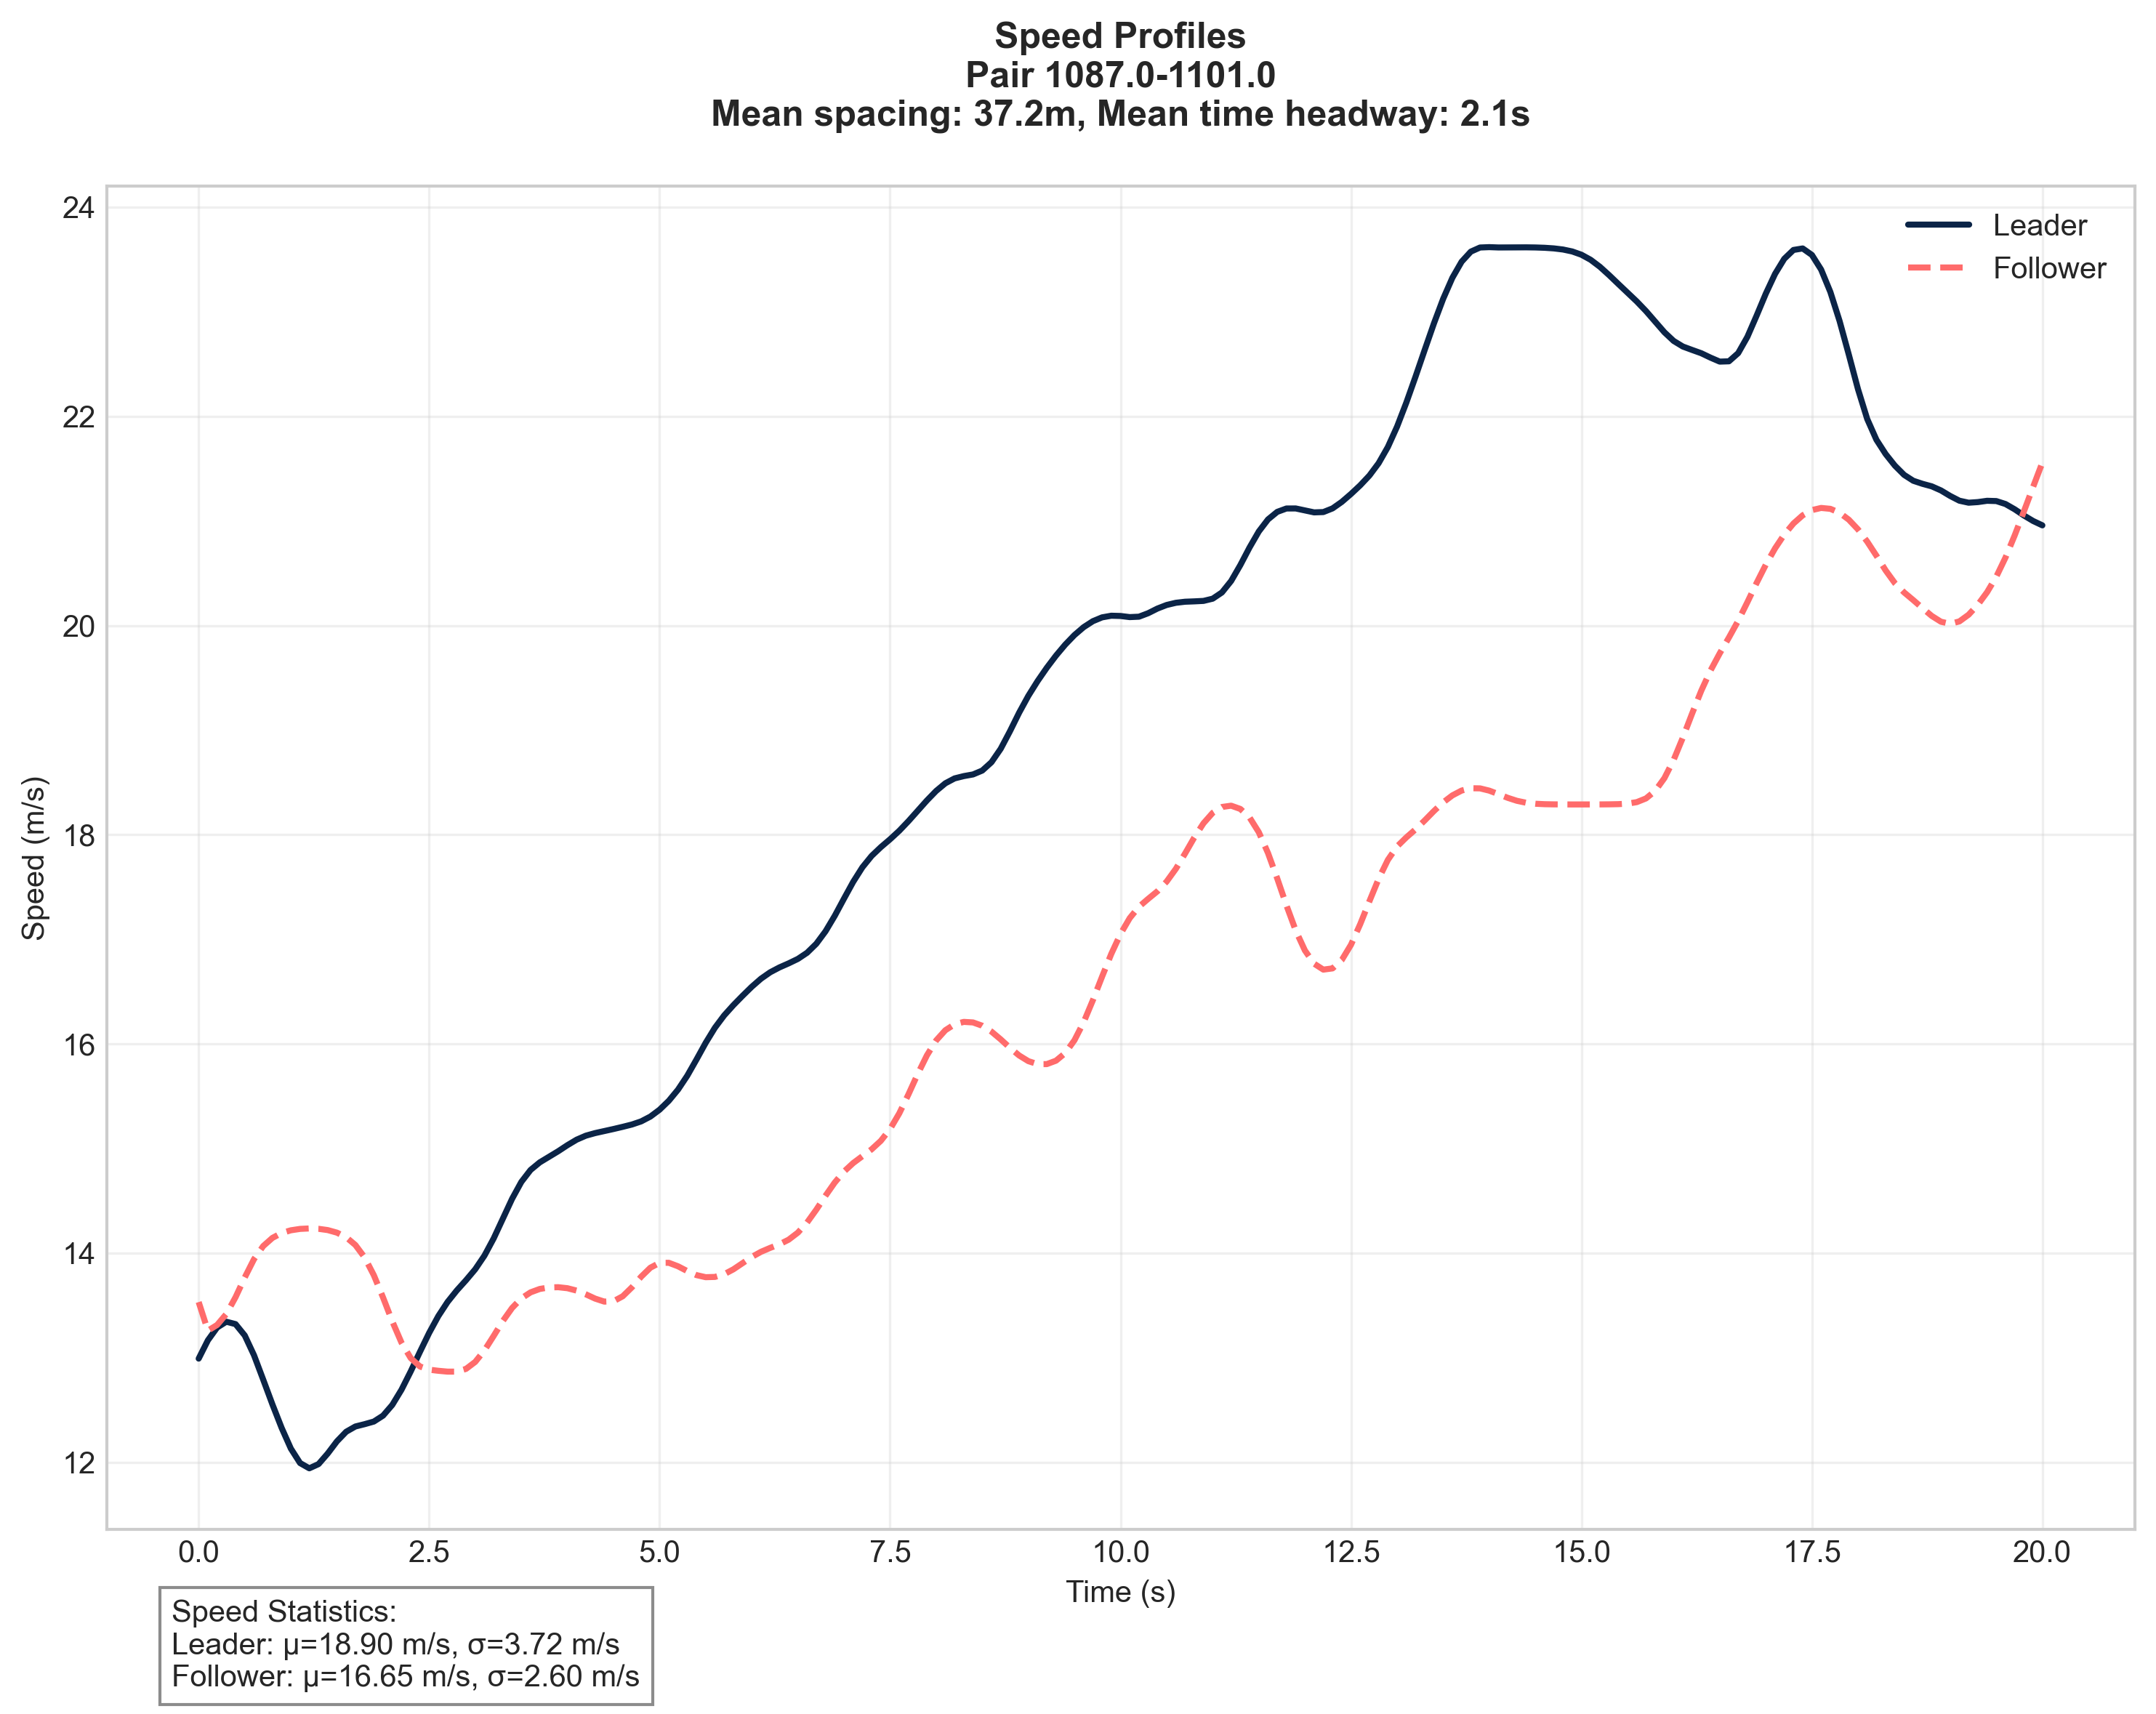 Speed Profiles
Pair 1087.0-1101.0
Mean spacing: 37.2m, Mean time headway: 2.1s
Leader
Follower
Speed (m/s)
24
22
20
18
16
14
12
0.0 2.5 5.0 7.5 10.0 12.5 15.0 17.5 20.0
Time (s)
Speed Statistics:
Leader: μ=18.90 m/s, σ=3.72 m/s
Follower: μ=16.65 m/s, σ=2.60 m/s